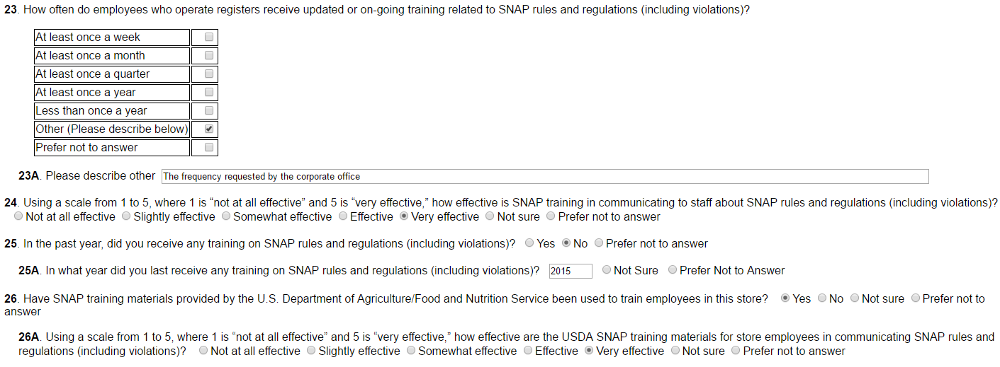 23. How often do employees who operate registers receive updated or on-going training related to SNAP rules and regulations (including violations)?
At least once a week
At least once a month
At least once a quarter
At least once a year
Less than once a year
Other (Please describe below)
Prefer not to answer
23A. Please describe other The frequency requested by the corporate office
24. Using a scale from 1 to 5, where 1 is “not at all effective” and 5 is “very effective,” how effective is SNAP training in communicating to staff about SNAP rules and regulations (including violations)?
Not at all effective Slightly effective Somewhat effective Effective Very effective Not sure Prefer not to answer
25. In the past year, did you receive any training on SNAP rules and regulations (including violations)? Yes No Prefer not to answer
25A. In what year did you last receive any training on SNAP rules and regulations (including violations)? 2015 Not Sure Prefer Not to Answer
26. Have SNAP training materials provided by the U.S. Department of Agriculture/Food and Nutrition Service been used to train employees in this store? Yes No Not sure Prefer not to
answer
26A. Using a scale from 1 to 5, where 1 is “not at all effective” and 5 is “very effective,” how effective are the USDA SNAP training materials for store employees in communicating SNAP rules and
regulations (including violations)? Not at all effective Slightly effective Somewhat effective Effective Very effective Not sure Prefer not to answer